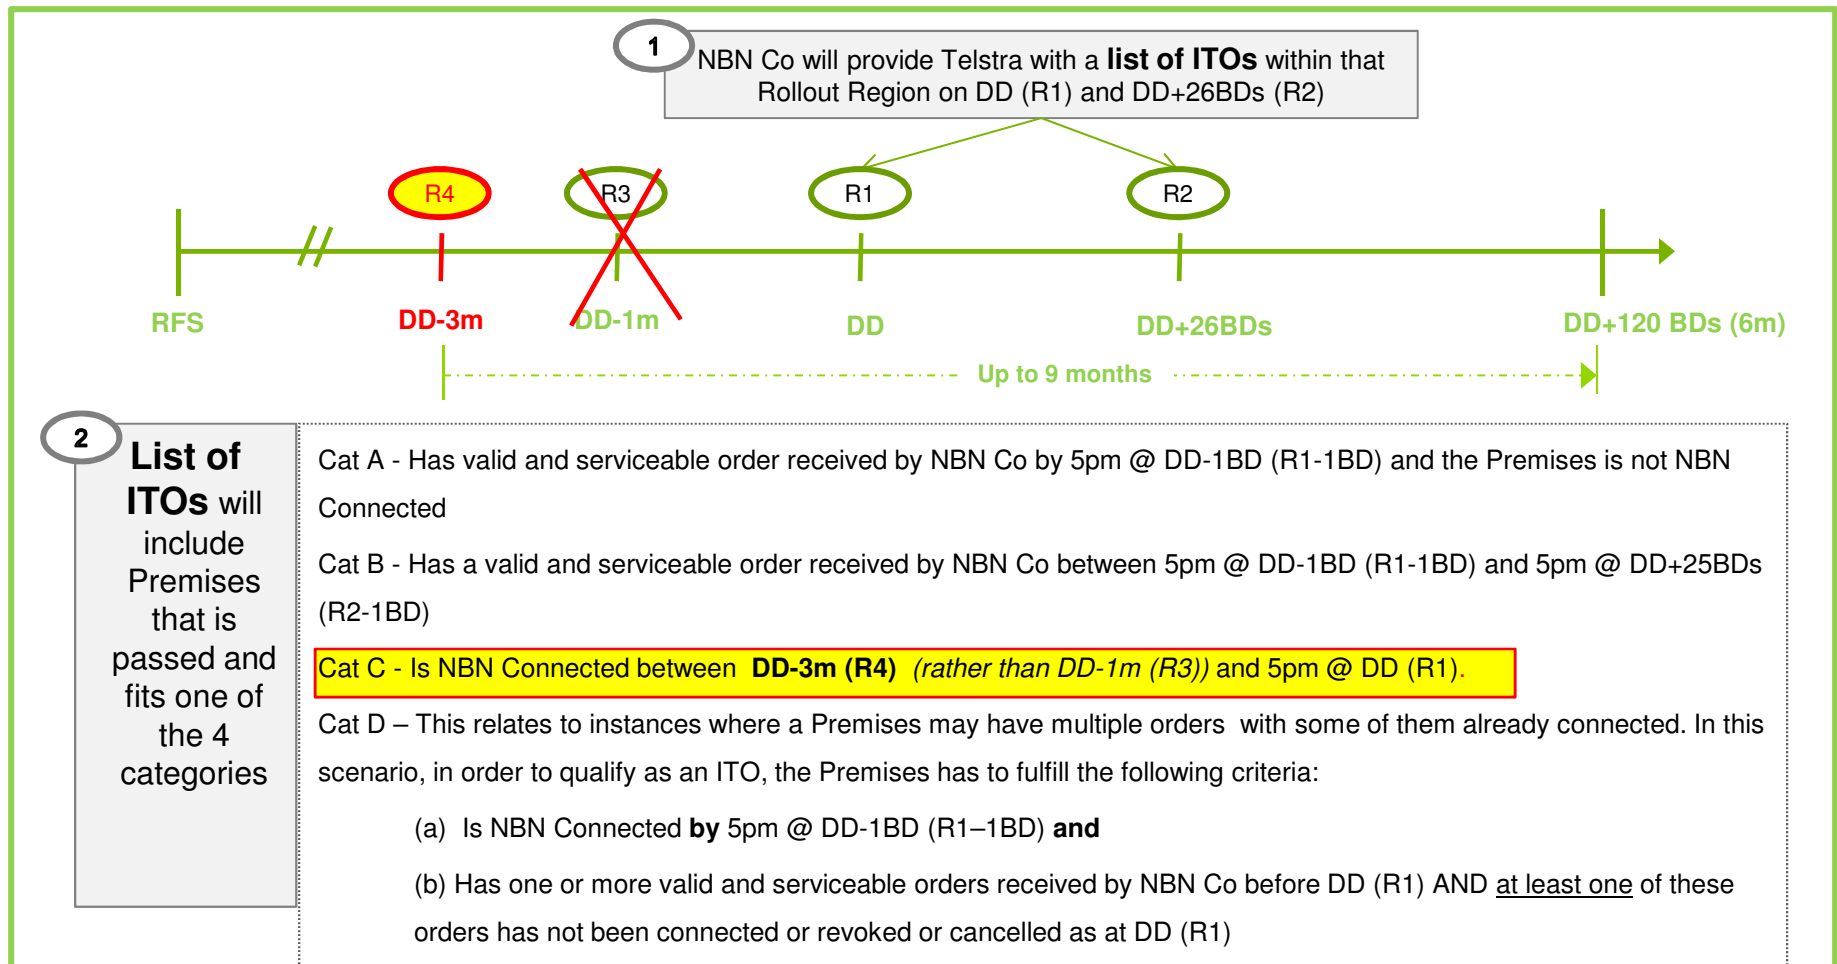 1
NBN Co will provide Telstra with a list of ITOs within that
Rollout Region on DD (R1) and DD+26BDs (R2)
R4
R3
R1
R2
RFS
DD-3m
DD-1m
DD
DD+26BDs
DD+120 BDs (6m)
Up to 9 months
2
List of
ITOs will
include
Premises
that is
passed and
fits one of
the 4
categories
Cat A - Has valid and serviceable order received by NBN Co by 5pm @ DD-1BD (R1-1BD) and the Premises is not NBN
Connected
Cat B - Has a valid and serviceable order received by NBN Co between 5pm @ DD-1BD (R1-1BD) and 5pm @ DD+25BDs
(R2-1BD)
Cat C - Is NBN Connected between DD-3m (R4) (rather than DD-1m (R3)) and 5pm @ DD (R1).
Cat D – This relates to instances where a Premises may have multiple orders with some of them already connected. In this
scenario, in order to qualify as an ITO, the Premises has to fulfill the following criteria:
(a) Is NBN Connected by 5pm @ DD-1BD (R1–1BD) and
(b) Has one or more valid and serviceable orders received by NBN Co before DD (R1) AND at least one of these
orders has not been connected or revoked or cancelled as at DD (R1)